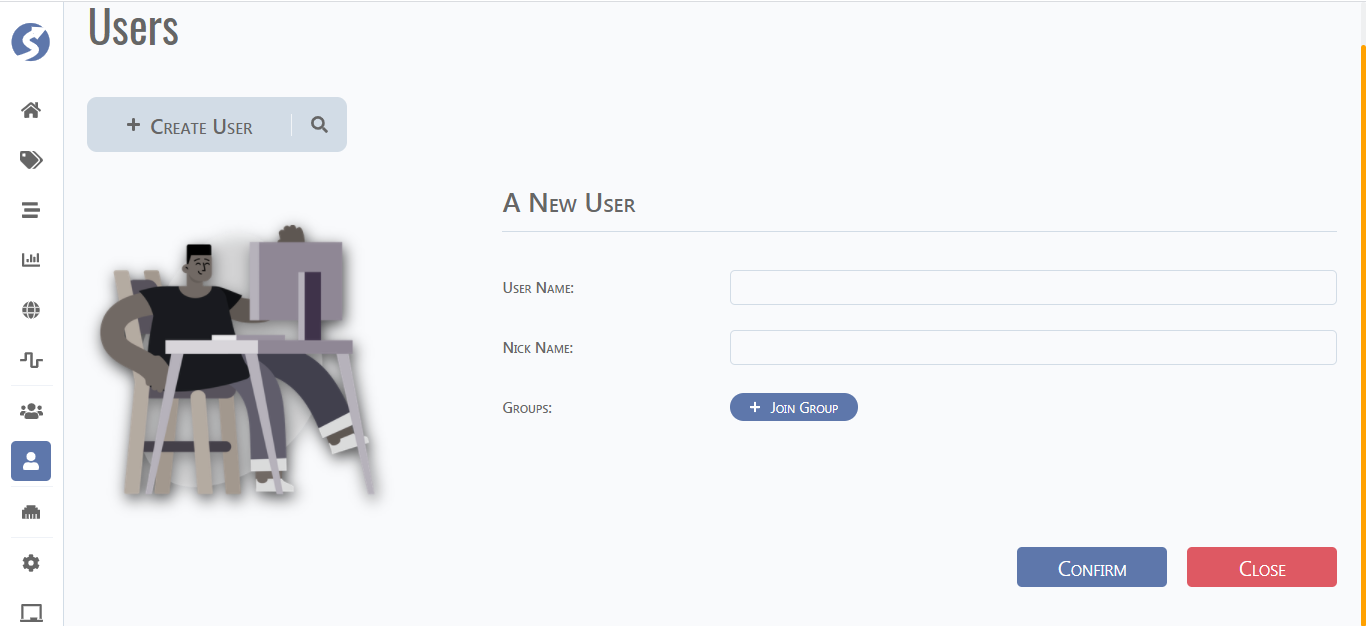 Users
Create User
A New User
User Name:
Nick Name:
Groups:
Join Group
Confirm
Close